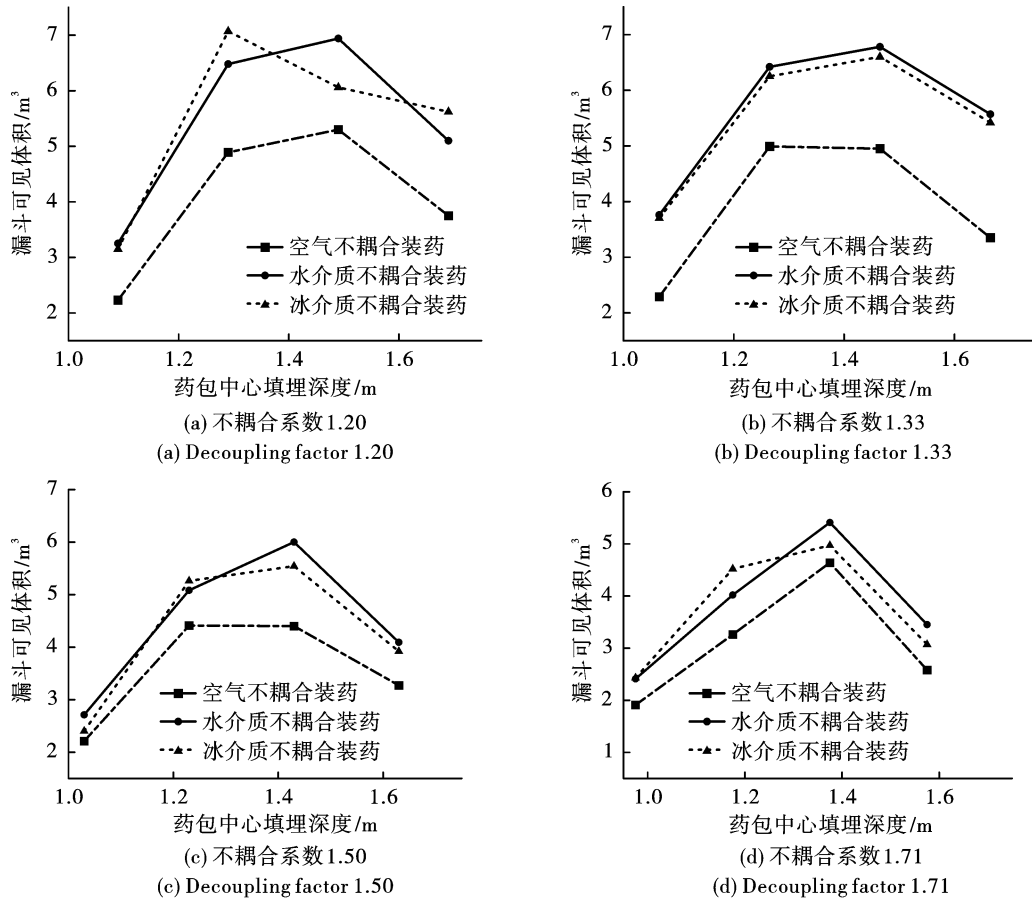 漏斗可见体积/m³
7
6
5
4
3
2
空气不耦合装药
水介质不耦合装药
冰介质不耦合装药
1.0 1.2 1.4 1.6
药包中心填埋深度/m
(a) 不耦合系数1.20
(a) Decoupling factor 1.20
漏斗可见体积/m³
7
6
5
4
3
2
空气不耦合装药
水介质不耦合装药
冰介质不耦合装药
1.0 1.2 1.4 1.6
药包中心填埋深度/m
(b) 不耦合系数1.33
(b) Decoupling factor 1.33
漏斗可见体积/m³
7
6
5
4
3
2
空气不耦合装药
水介质不耦合装药
冰介质不耦合装药
1.0 1.2 1.4 1.6
药包中心填埋深度/m
(c) 不耦合系数1.50
(c) Decoupling factor 1.50
漏斗可见体积/m³
6
5
4
3
2
1
空气不耦合装药
水介质不耦合装药
冰介质不耦合装药
1.0 1.2 1.4 1.6
药包中心填埋深度/m
(d) 不耦合系数1.71
(d) Decoupling factor 1.71